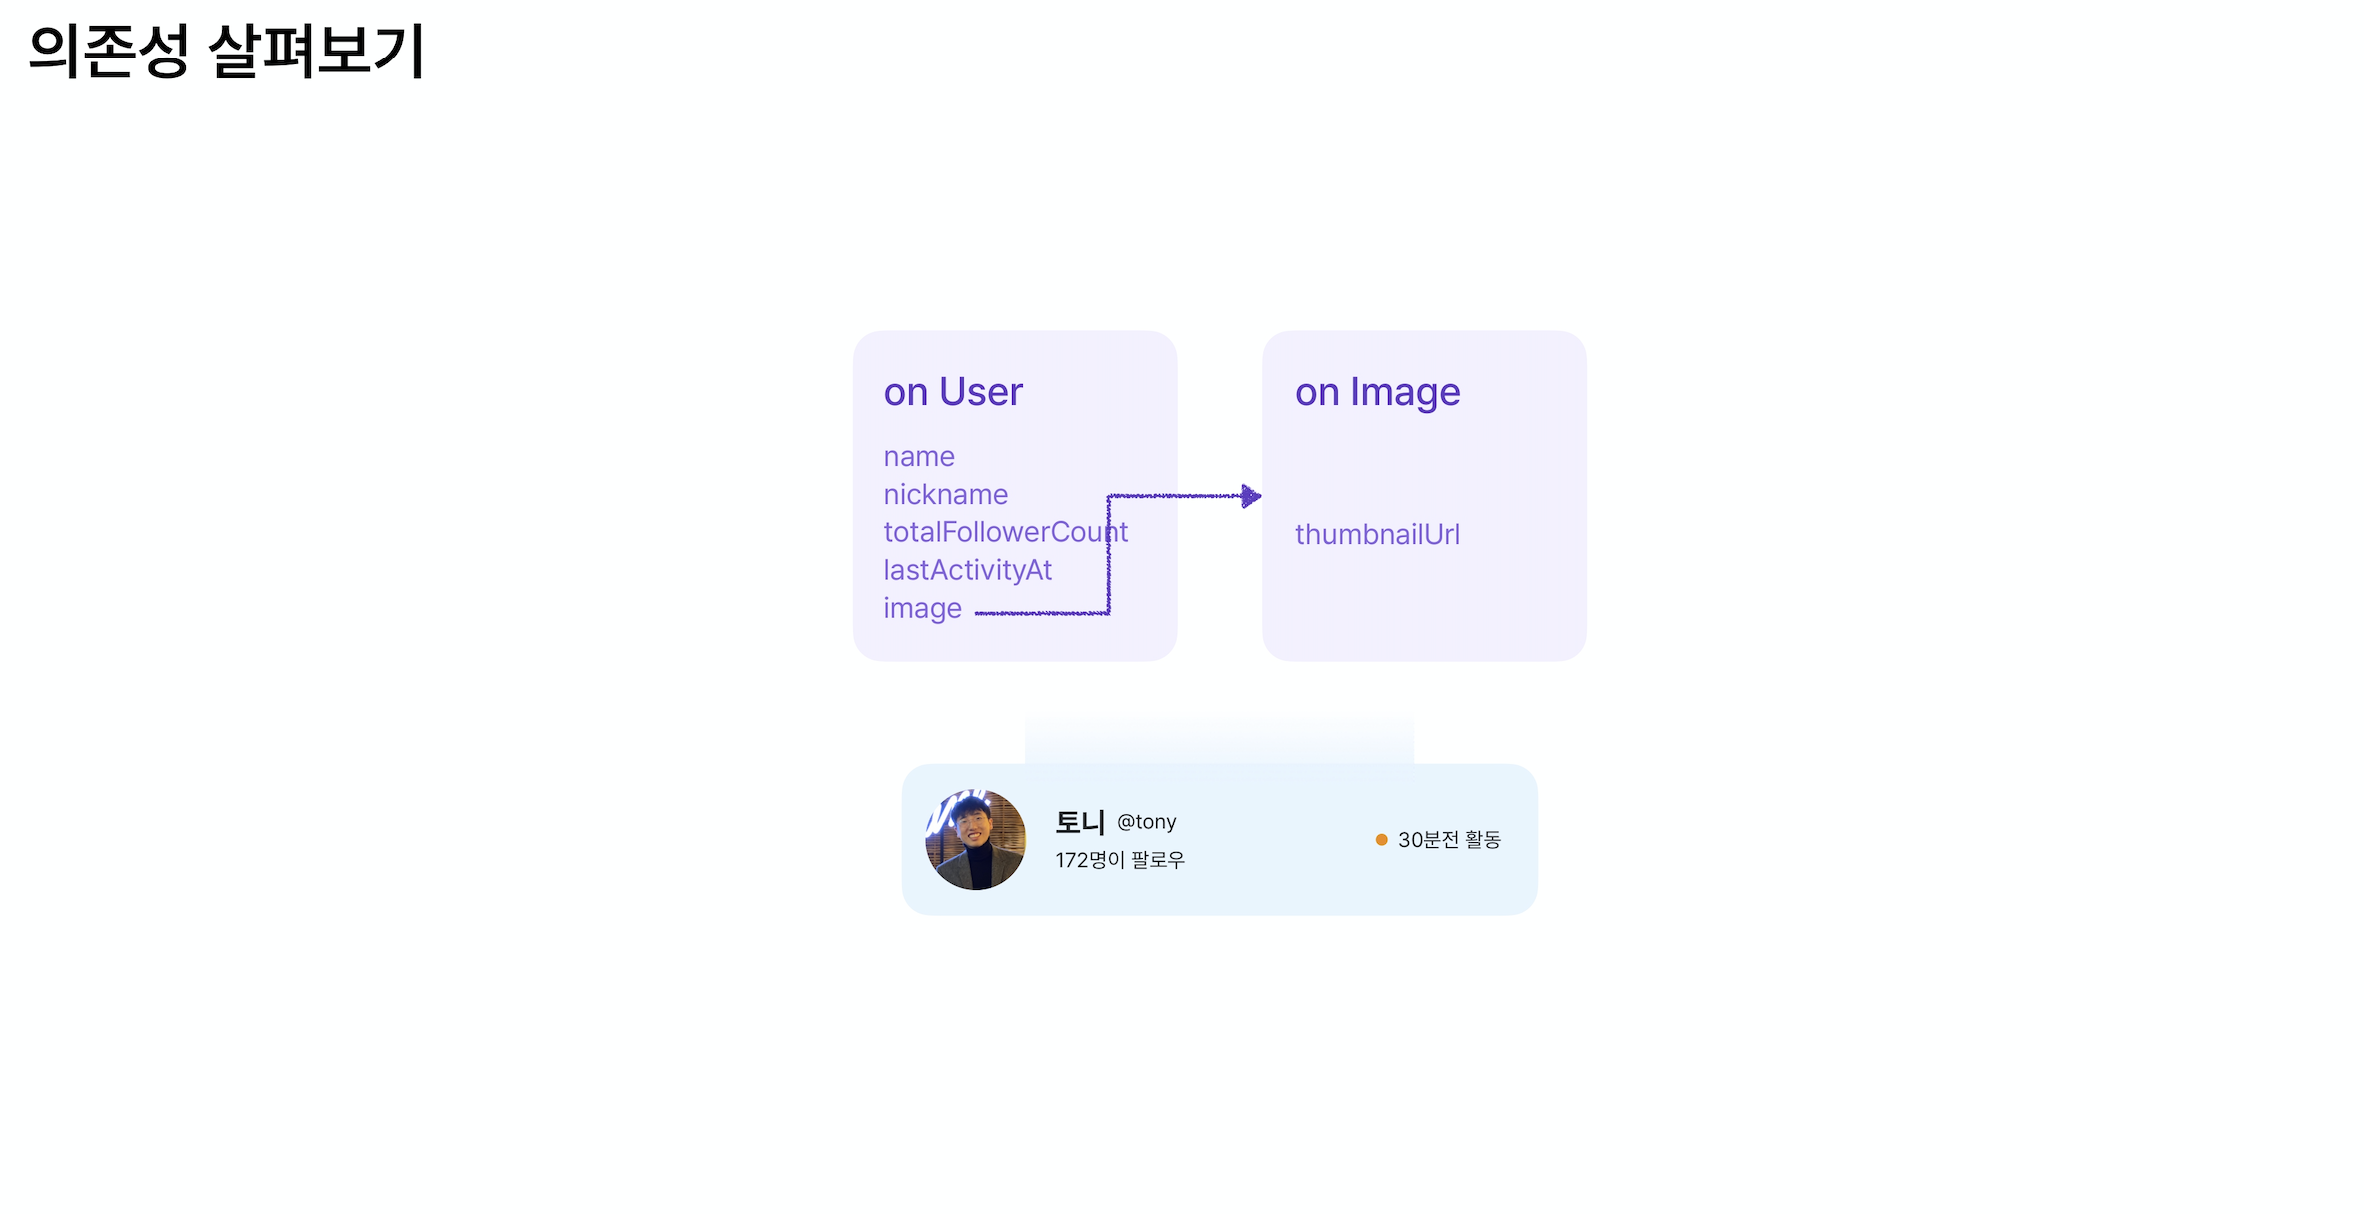 의존성 살펴보기
on User
name
nickname
totalFollowerCount
lastActivityAt
image
on Image
thumbnailUrl
토니 @tony
172명이 팔로우
30분전 활동